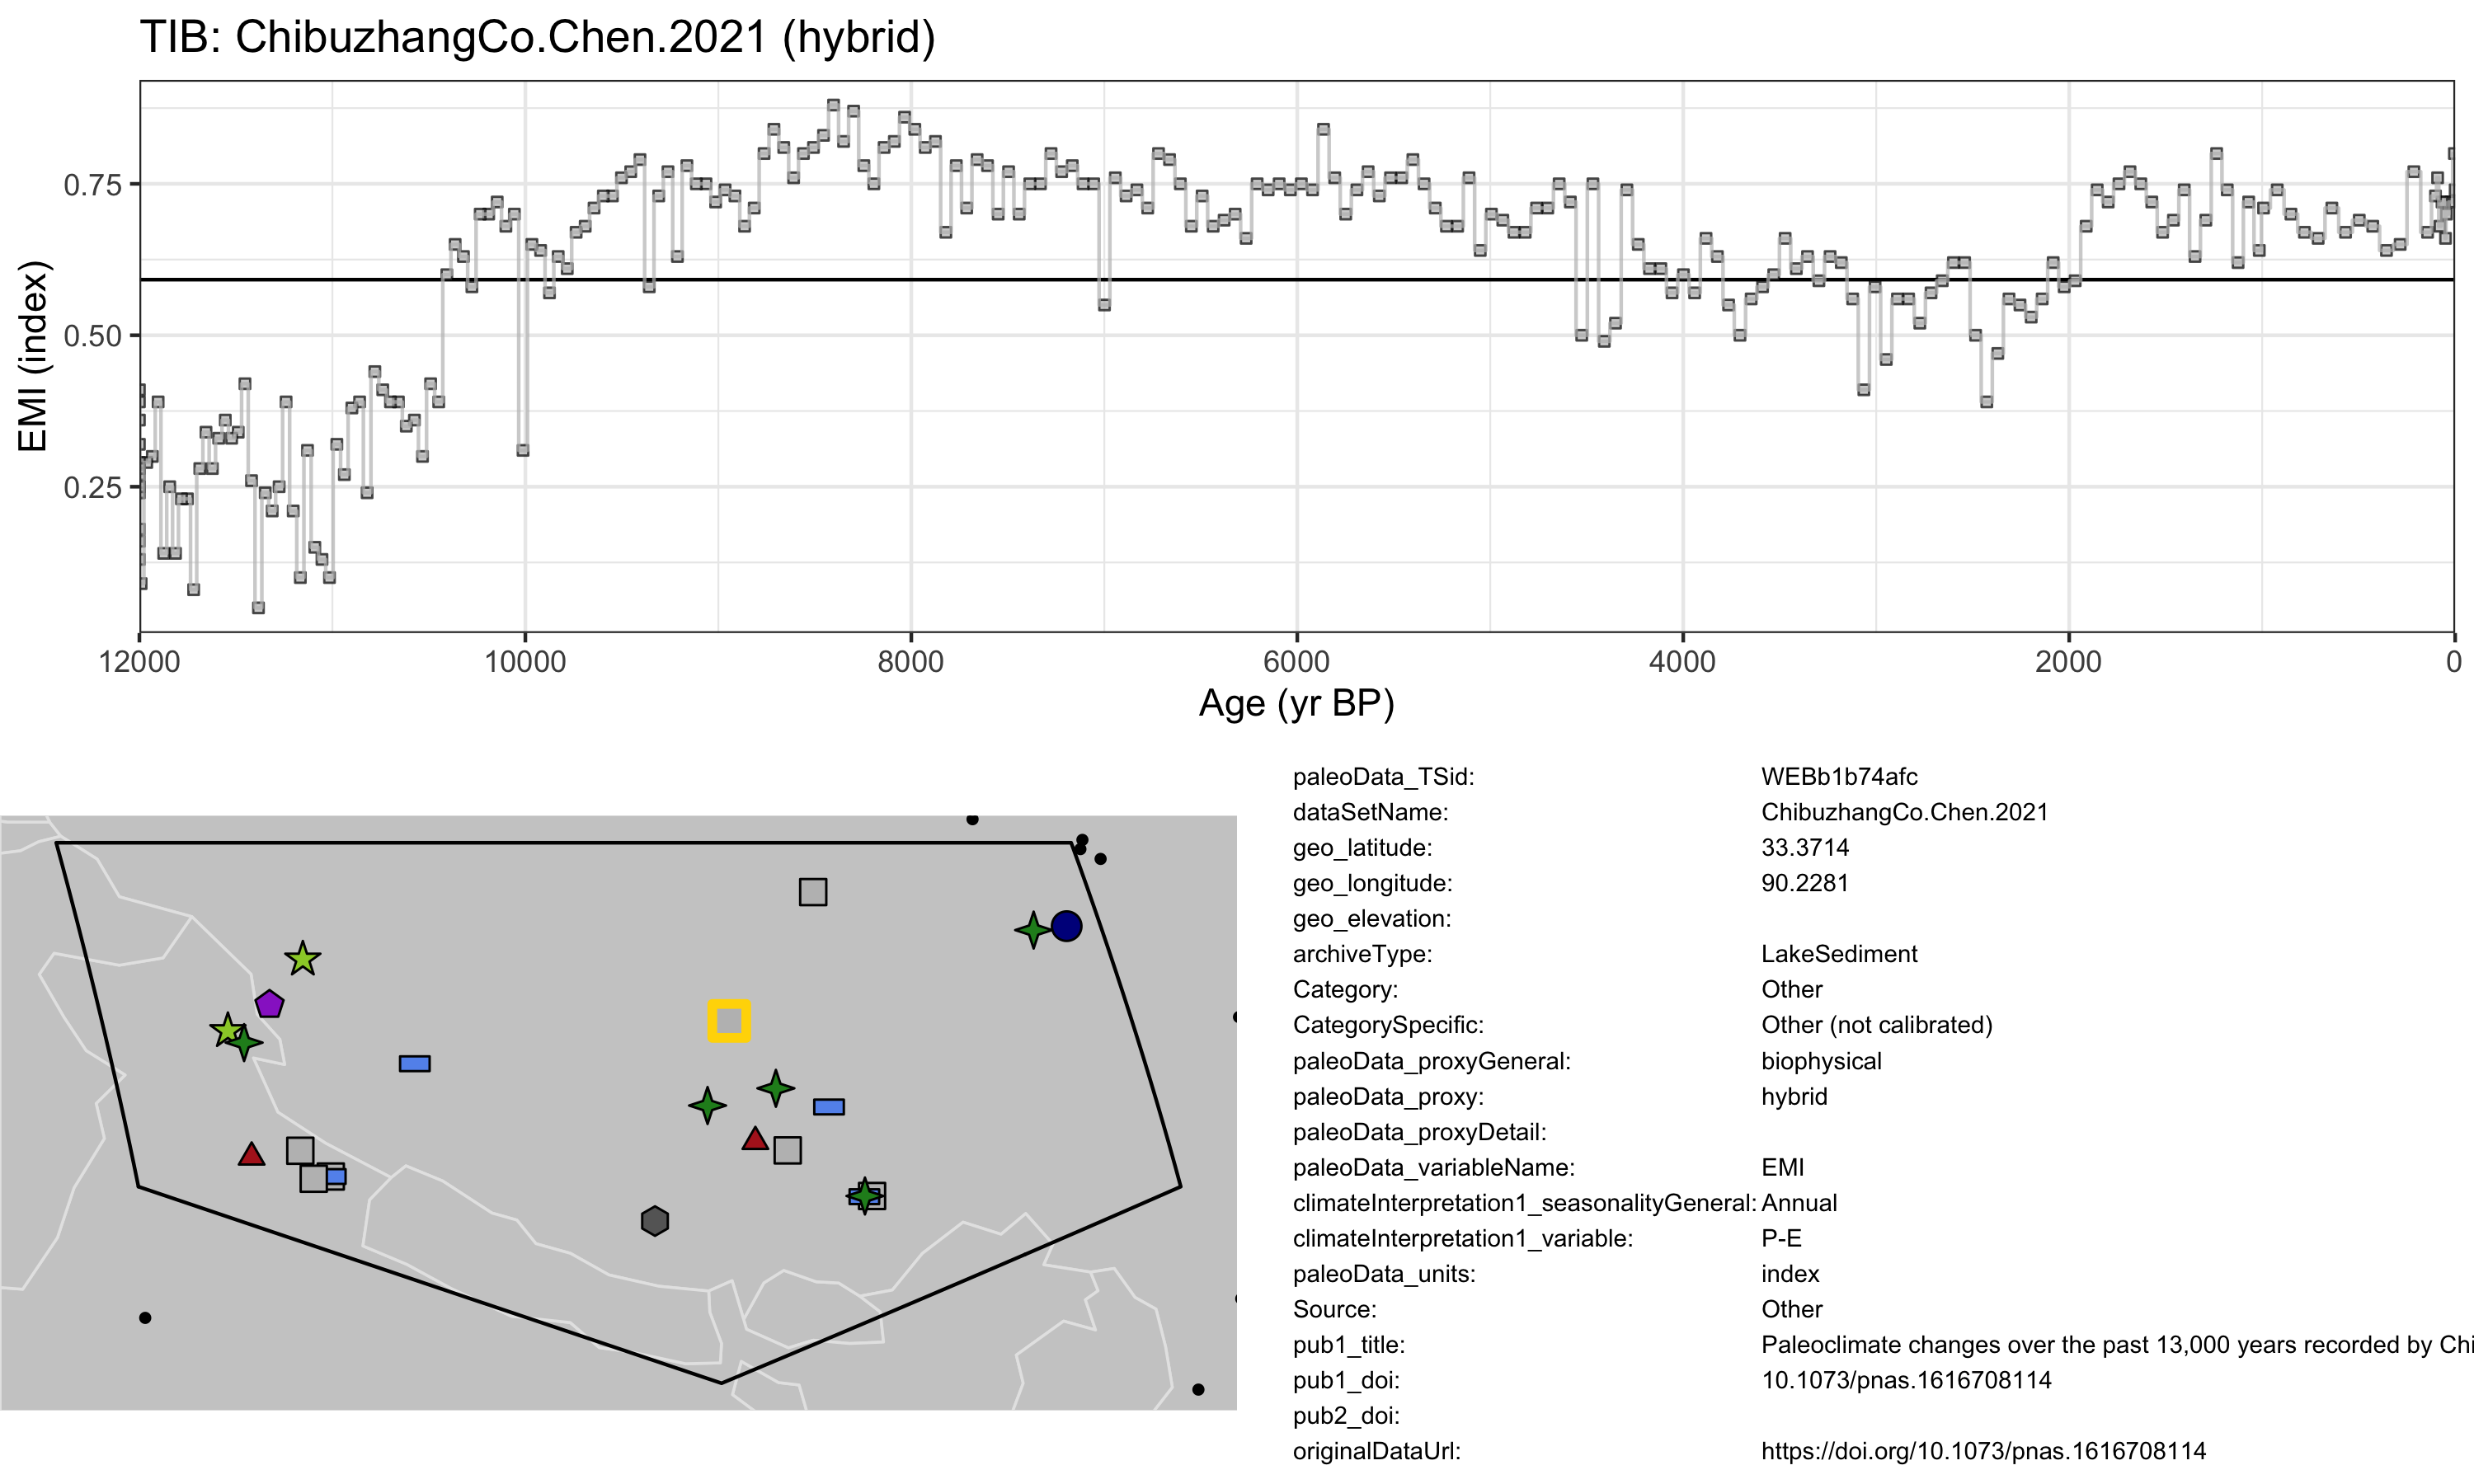 TIB: ChibuzhangCo.Chen.2021 (hybrid)
EMI (index)
0.75
0.50
0.25
12000 10000 8000 6000 4000 2000 0
Age (yr BP)
paleoData_TSid: WEBb1b74afc
dataSetName: ChibuzhangCo.Chen.2021
geo_latitude: 33.3714
geo_longitude: 90.2281
geo_elevation:
archiveType: LakeSediment
Category: Other
CategorySpecific: Other (not calibrated)
paleoData_proxyGeneral: biophysical
paleoData_proxy: hybrid
paleoData_proxyDetail:
paleoData_variableName: EMI
climateInterpretation1_seasonalityGeneral: Annual
climateInterpretation1_variable: P-E
paleoData_units: index
Source: Other
pub1_title: Paleoclimate changes over the past 13,000 years recorded by Chi
pub1_doi: 10.1073/pnas.1616708114
pub2_doi:
originalDataUrl: https://doi.org/10.1073/pnas.1616708114